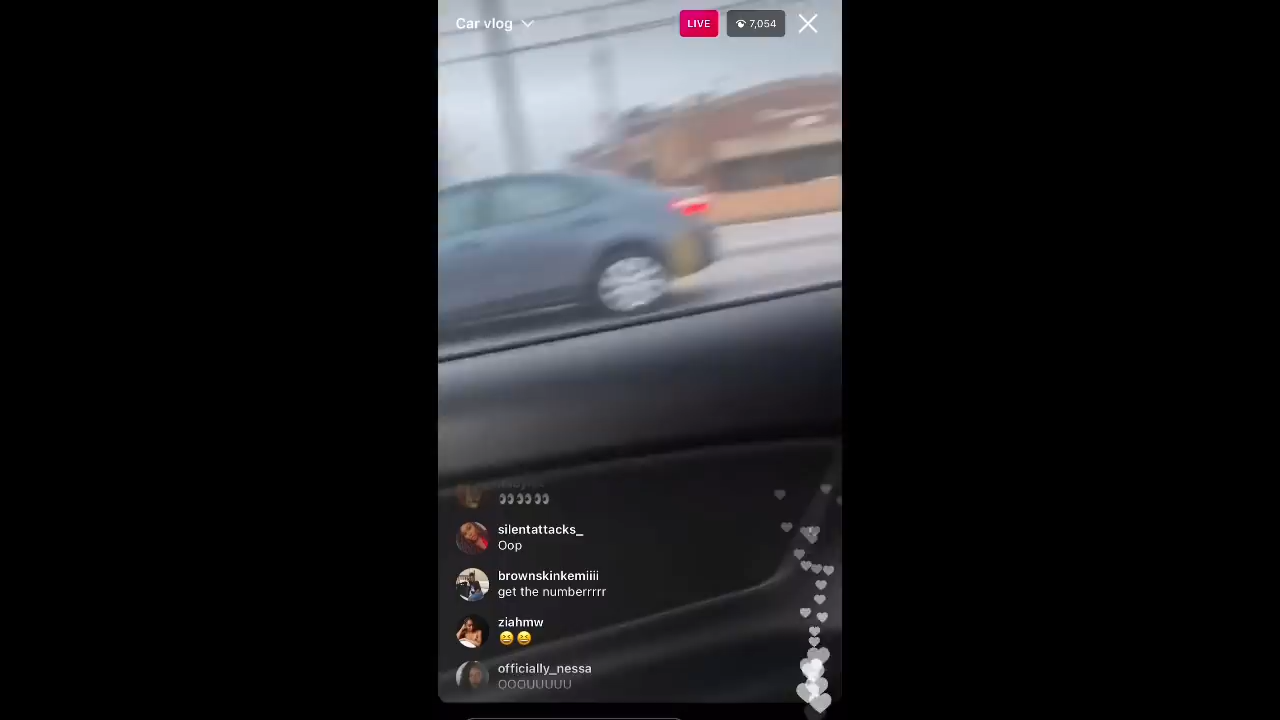 Car vlog
LIVE
7,054
👀👀👀
silentattacks_
Oop
brownskinkemiiii
get the numberrrrr
ziahmw
😆😆
officially_nessa
OOOUUUUU